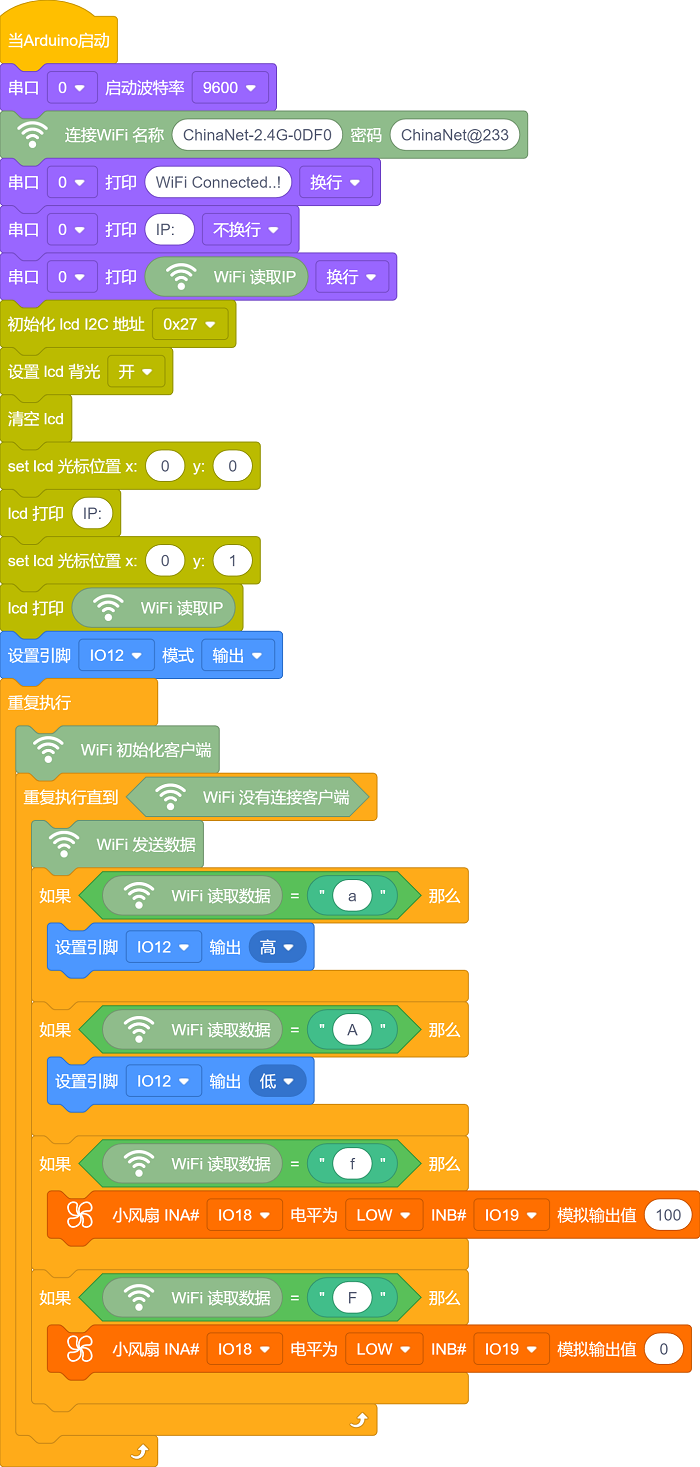 当Arduino启动
串口 0 启动波特率 9600
连接WiFi 名称 ChinaNet-2.4G-0DF0 密码 ChinaNet@233
串口 0 打印 WiFi Connected..! 换行
串口 0 打印 IP: 不换行
串口 0 打印 WiFi 读取IP 换行
初始化 lcd I2C 地址 0x27
设置 lcd 背光 开
清空 lcd
set lcd 光标位置 x: 0 y: 0
lcd 打印 IP:
set lcd 光标位置 x: 0 y: 1
lcd 打印 WiFi 读取IP
设置引脚 IO12 模式 输出
重复执行
WiFi 初始化客户端
重复执行直到 WiFi 没有连接客户端
WiFi 发送数据
如果 WiFi 读取数据 = " a " 那么
设置引脚 IO12 输出 高
如果 WiFi 读取数据 = " A " 那么
设置引脚 IO12 输出 低
如果 WiFi 读取数据 = " f " 那么
小风扇 INA# IO18 电平为 LOW INB# IO19 模拟输出值 100
如果 WiFi 读取数据 = " F " 那么
小风扇 INA# IO18 电平为 LOW INB# IO19 模拟输出值 0